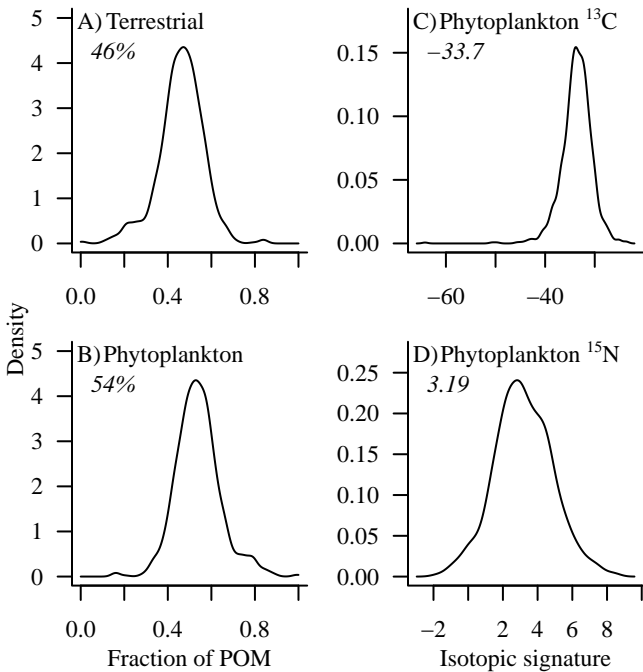 A) Terrestrial
46%
5
4
3
2
1
0
0.0 0.4 0.8
C) Phytoplankton ¹³C
−33.7
0.15
0.10
0.05
0.00
−60 −40
Density
B) Phytoplankton
54%
5
4
3
2
1
0
0.0 0.4 0.8
Fraction of POM
D) Phytoplankton ¹⁵N
3.19
0.25
0.20
0.15
0.10
0.05
0.00
−2 2 4 6 8
Isotopic signature